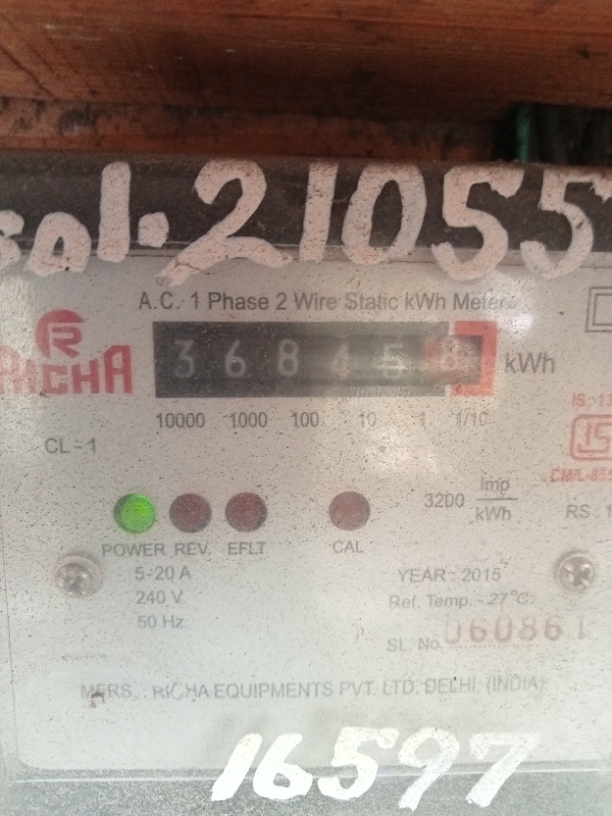 sol.21055
A.C. 1 Phase 2 Wire Static kWh Meter
RICHA
36845 kWh
10000 1000 100 10 1 1/10
CL-1
3200 Imp/kWh
POWER REV. EFLT CAL
5-20 A
240 V
50 Hz
YEAR - 2015
Ref. Temp. - 27°C
SL. No. 060861
MFRS.: RICHA EQUIPMENTS PVT. LTD. DELHI, (INDIA)
16597